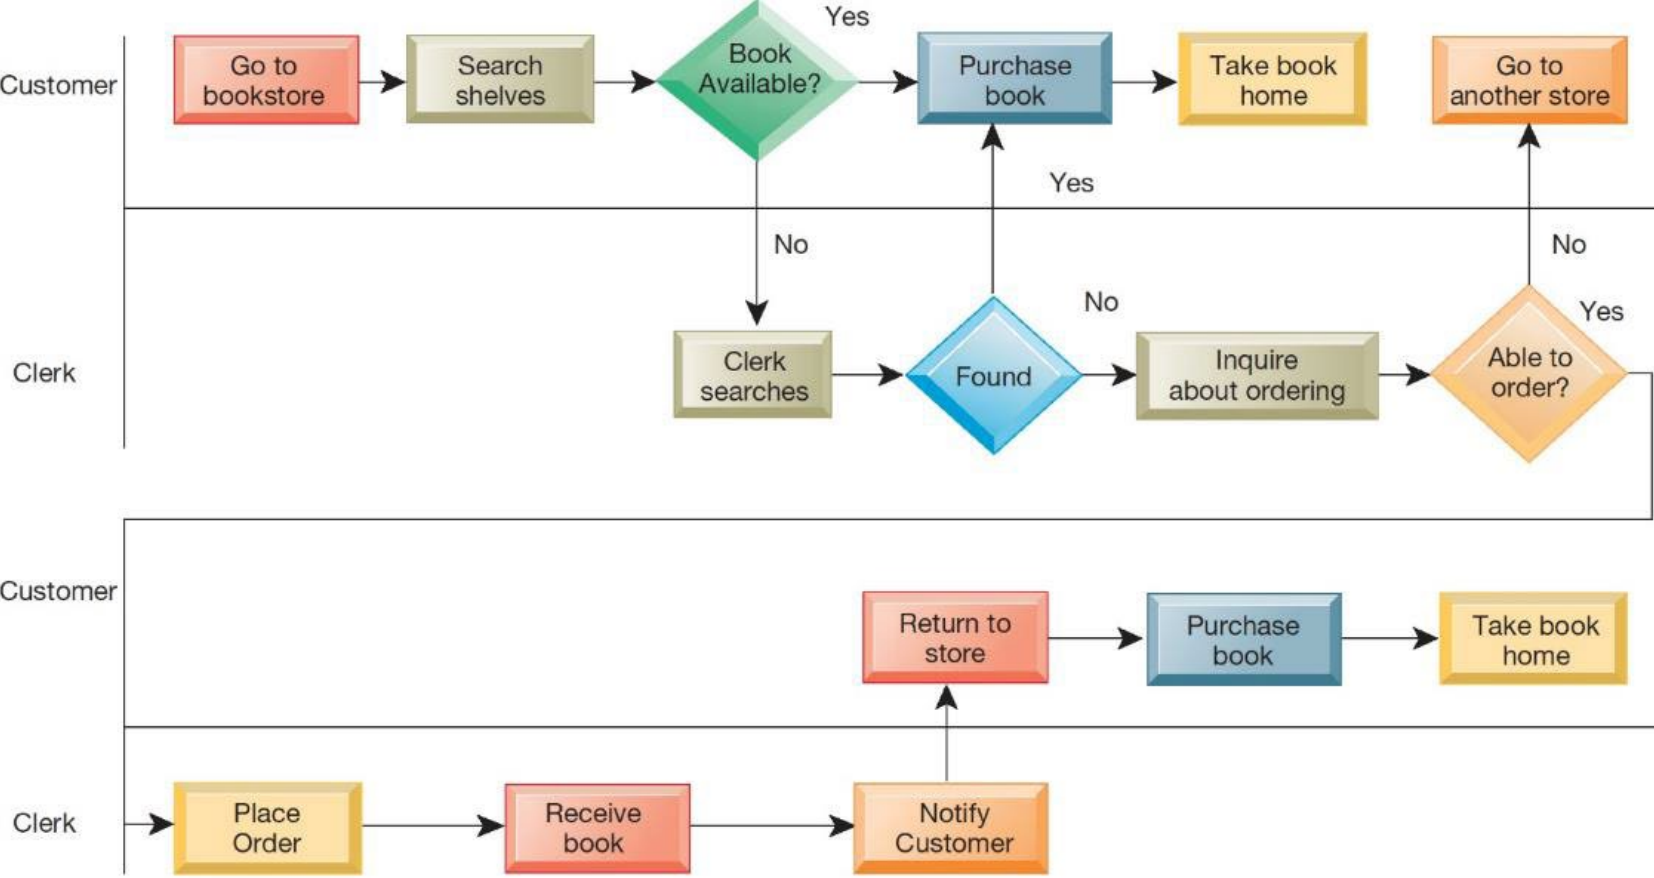 Customer
Go to
bookstore
Search
shelves
Book
Available?
Yes
Purchase
book
Take book
home
Go to
another store
Yes
No
No
No
Yes
Clerk
Clerk
searches
Found
Inquire
about ordering
Able to
order?
Customer
Return to
store
Purchase
book
Take book
home
Clerk
Place
Order
Receive
book
Notify
Customer